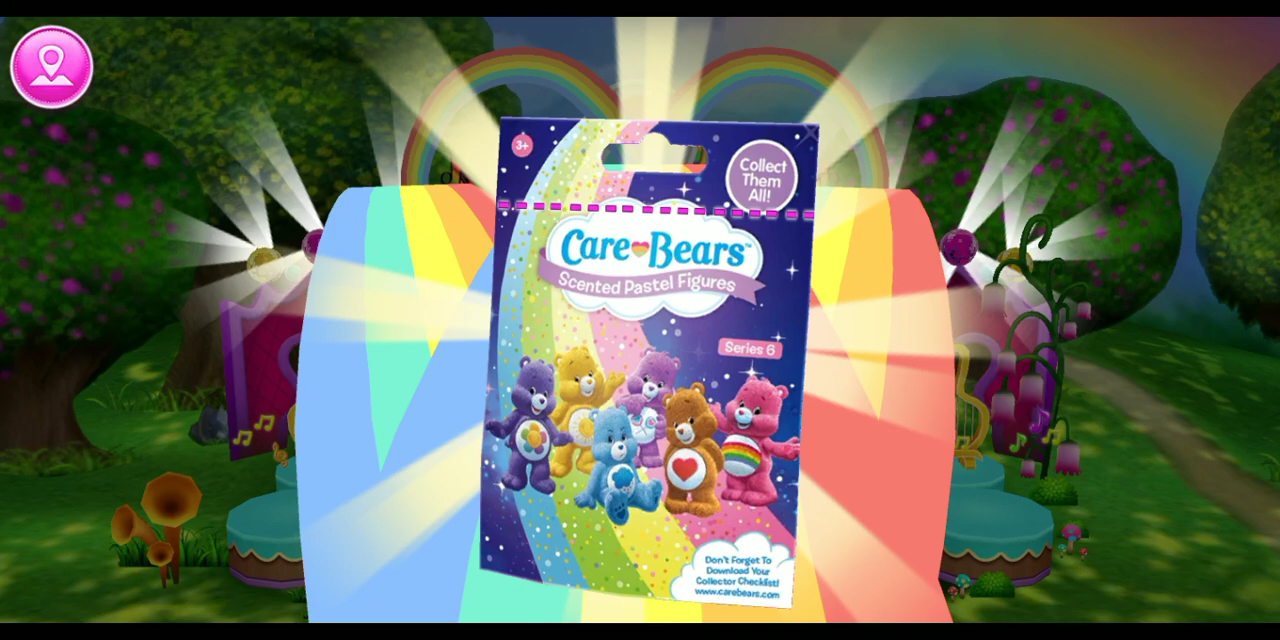 3+
Collect
Them
All!
Care Bears™
Scented Pastel Figures
Series 6
Don't Forget To
Download Your
Collector Checklist!
www.carebears.com